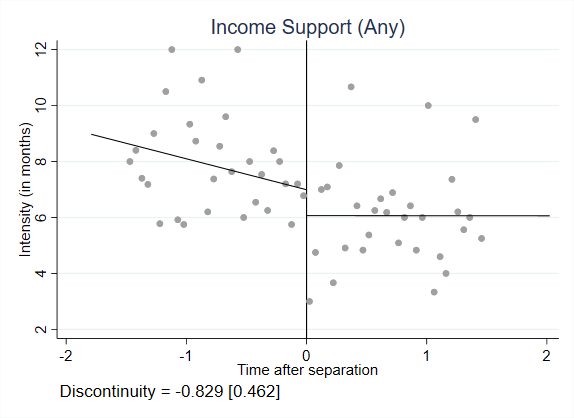 Income Support (Any)
Intensity (in months)
12
10
8
6
4
2
-2 -1 0 1 2
Time after separation
Discontinuity = -0.829 [0.462]